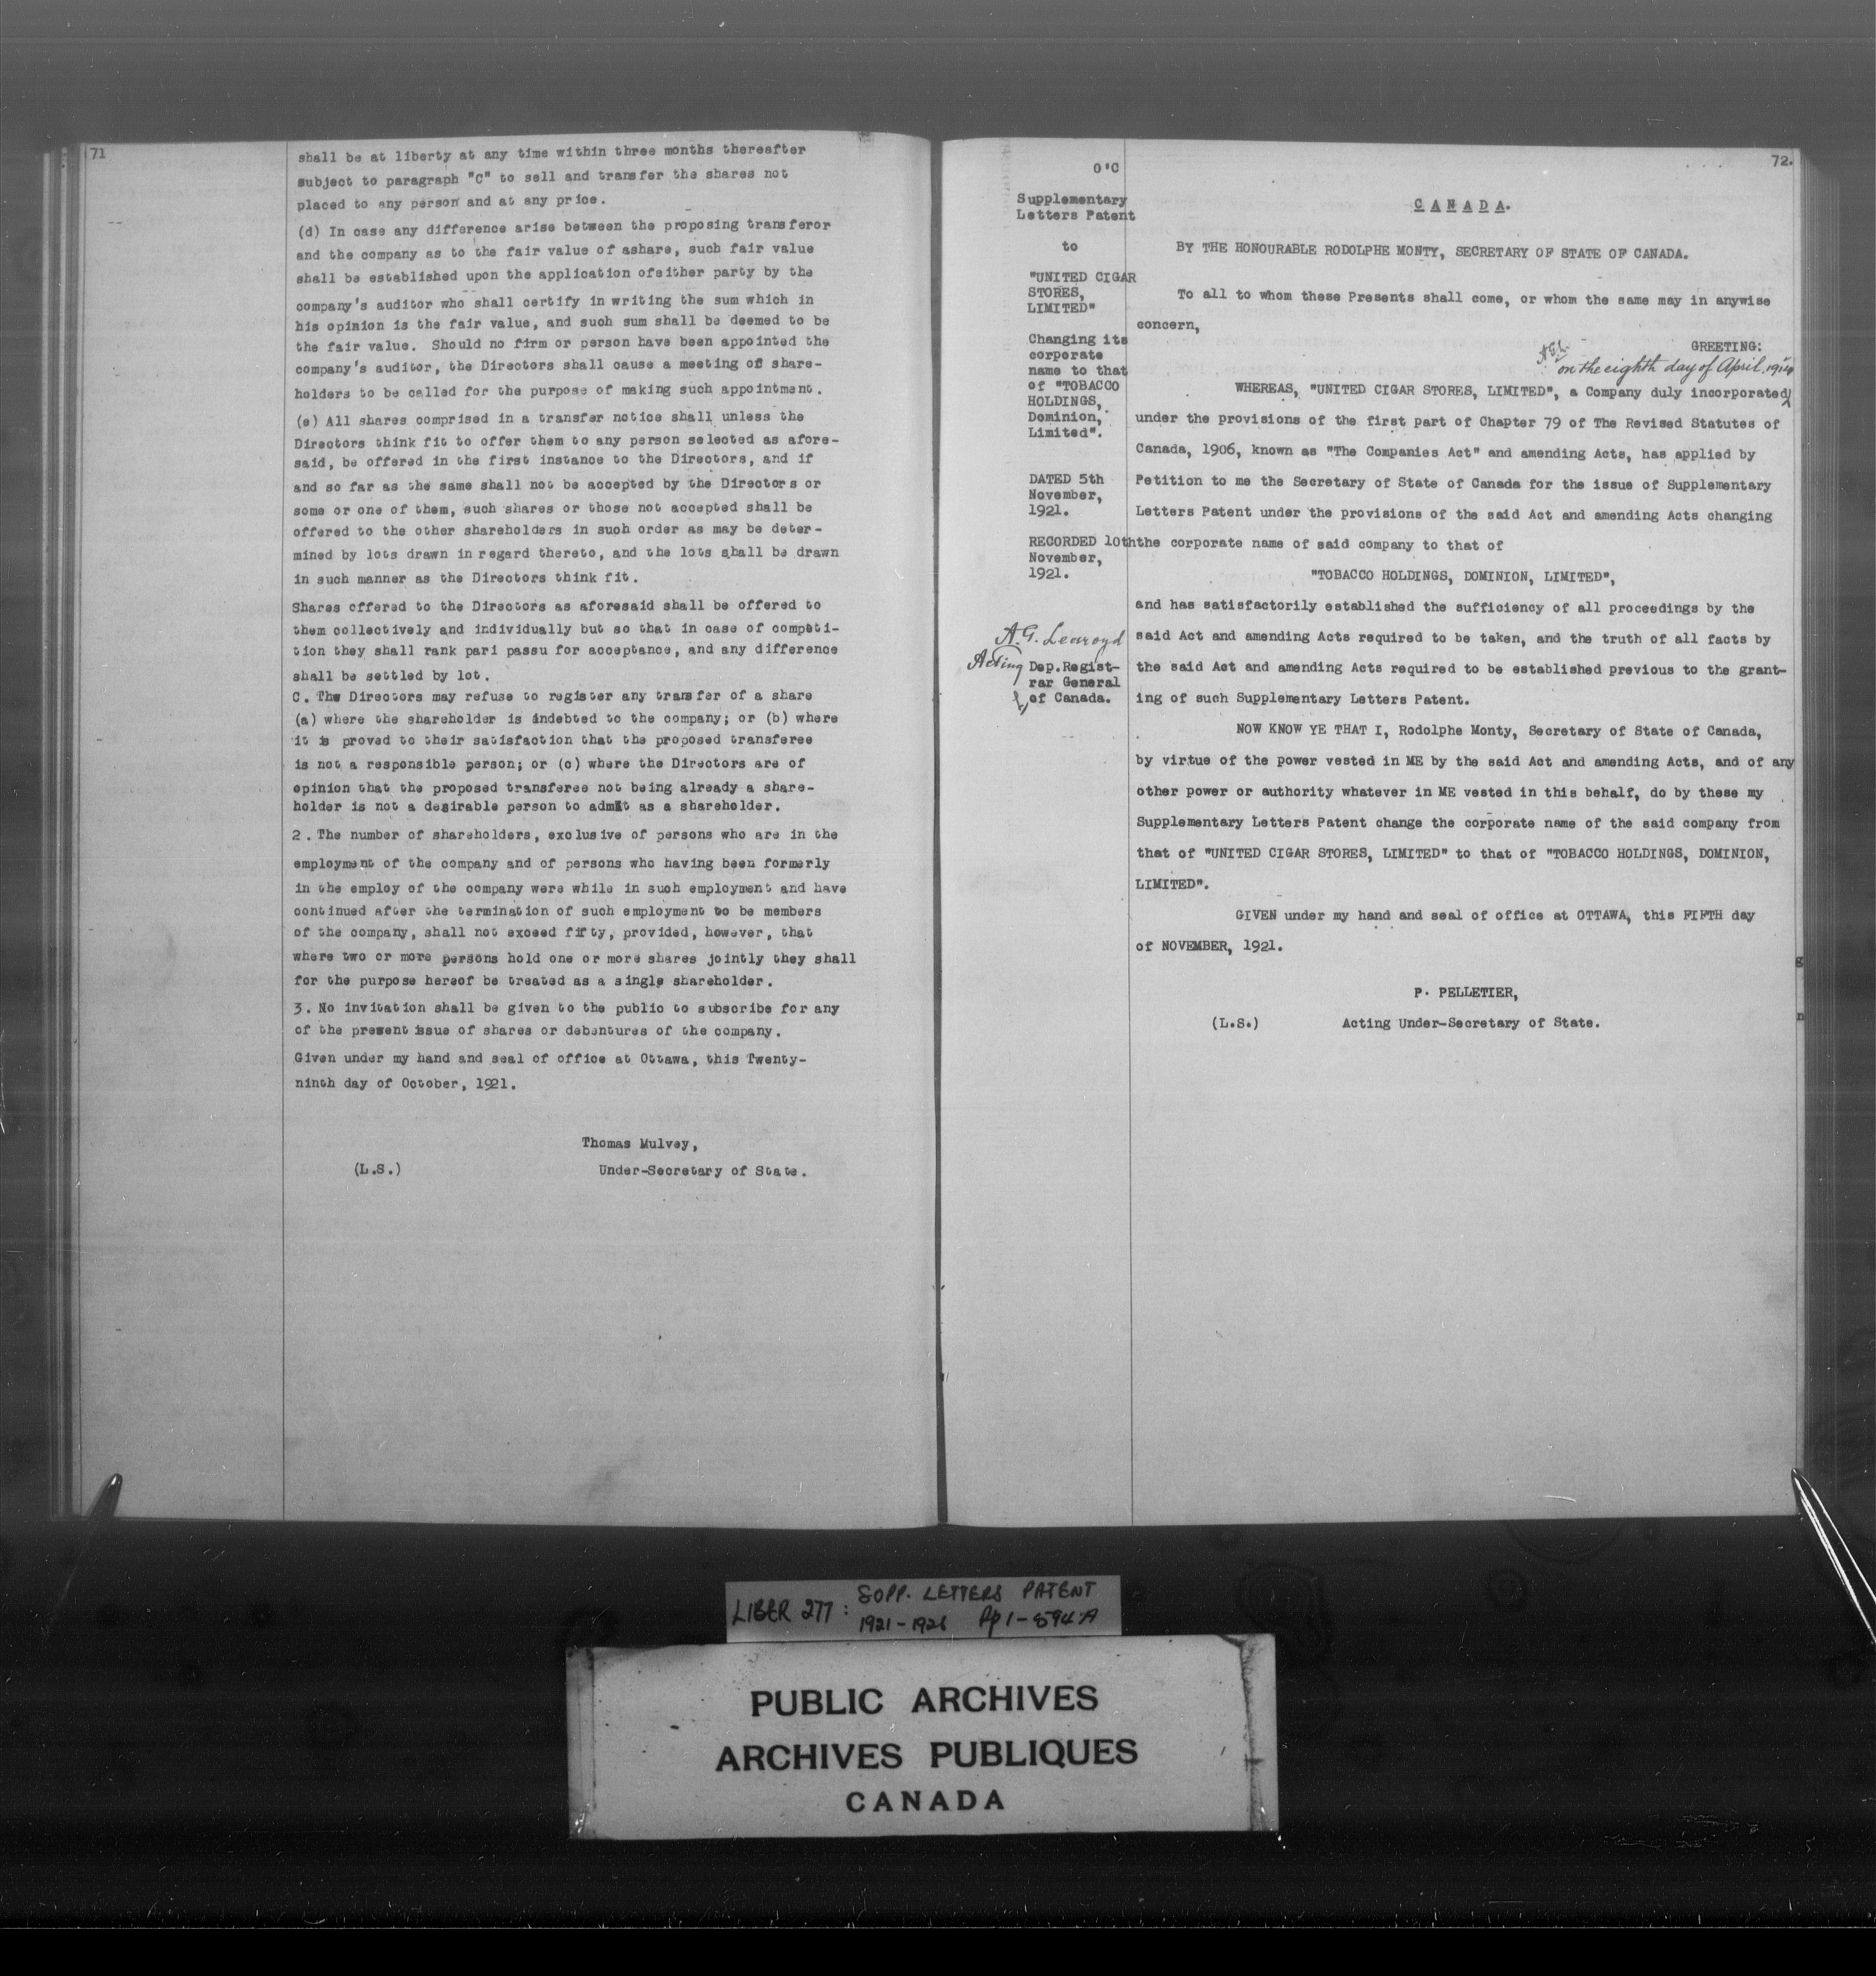 71
shall be at liberty at any time within three months thereafter
subject to paragraph "C" to sell and transfer the shares not
placed to any person and at any price.
(d) In case any difference arise between the proposing transferor
and the company as to the fair value of ashare, such fair value
shall be established upon the application ofeither party by the
company's auditor who shall certify in writing the sum which in
his opinion is the fair value, and such sum shall be deemed to be
the fair value. Should no firm or person have been appointed the
company's auditor, the Directors shall cause a meeting of share-
holders to be called for the purpose of making such appointment.
(e) All shares comprised in a transfer notice shall unless the
Directors think fit to offer them to any person selected as afore-
said, be offered in the first instance to the Directors, and if
and so far as the same shall not be accepted by the Directors or
some or one of them, such shares or those not accepted shall be
offered to the other shareholders in such order as may be deter-
mined by lots drawn in regard thereto, and the lots shall be drawn
in such manner as the Directors think fit.
Shares offered to the Directors as aforesaid shall be offered to
them collectively and individually but so that in case of competi-
tion they shall rank pari passu for acceptance, and any difference
shall be settled by lot.
C. The Directors may refuse to register any transfer of a share
(a) where the shareholder is indebted to the company; or (b) where
it is proved to their satisfaction that the proposed transferee
is not a responsible person; or (c) where the Directors are of
opinion that the proposed transferee not being already a share-
holder is not a desirable person to admit as a shareholder.
2. The number of shareholders, exclusive of persons who are in the
employment of the company and of persons who having been formerly
in the employ of the company were while in such employment and have
continued after the termination of such employment to be members
of the company, shall not exceed fifty, provided, however, that
where two or more persons hold one or more shares jointly they shall
for the purpose hereof be treated as a single shareholder.
3. No invitation shall be given to the public to subscribe for any
of the present issue of shares or debentures of the company.
Given under my hand and seal of office at Ottawa, this Twenty-
ninth day of October, 1921.
Thomas Mulvey,
(L.S.) Under-Secretary of State.
72.
O'C
Supplementary
Letters Patent
to
"UNITED CIGAR
STORES,
LIMITED"
Changing its
corporate
name to that
of "TOBACCO
HOLDINGS,
Dominion,
Limited".
DATED 5th
November,
1921.
RECORDED 10th
November,
1921.
A.G. Learoyd
Acting Dep.Regist-
rar General
of Canada.
CANADA.
BY THE HONOURABLE RODOLPHE MONTY, SECRETARY OF STATE OF CANADA.
To all to whom these Presents shall come, or whom the same may in anywise
concern,
GREETING:
on the eighth day of April,
WHEREAS, "UNITED CIGAR STORES, LIMITED", a Company duly incorporated
under the provisions of the first part of Chapter 79 of The Revised Statutes of
Canada, 1906, known as "The Companies Act" and amending Acts, has applied by
Petition to me the Secretary of State of Canada for the issue of Supplementary
Letters Patent under the provisions of the said Act and amending Acts changing
the corporate name of said company to that of
"TOBACCO HOLDINGS, DOMINION, LIMITED",
and has satisfactorily established the sufficiency of all proceedings by the
said Act and amending Acts required to be taken, and the truth of all facts by
the said Act and amending Acts required to be established previous to the grant-
ing of such Supplementary Letters Patent.
NOW KNOW YE THAT I, Rodolphe Monty, Secretary of State of Canada,
by virtue of the power vested in ME by the said Act and amending Acts, and of any
other power or authority whatever in ME vested in this behalf, do by these my
Supplementary Letters Patent change the corporate name of the said company from
that of "UNITED CIGAR STORES, LIMITED" to that of "TOBACCO HOLDINGS, DOMINION,
LIMITED".
GIVEN under my hand and seal of office at OTTAWA, this FIFTH day
of NOVEMBER, 1921.
P. PELLETIER,
(L.S.) Acting Under-Secretary of State.
LIBER 277: SUPP. LETTERS PATENT
pp 1-594A
PUBLIC ARCHIVES
ARCHIVES PUBLIQUES
CANADA